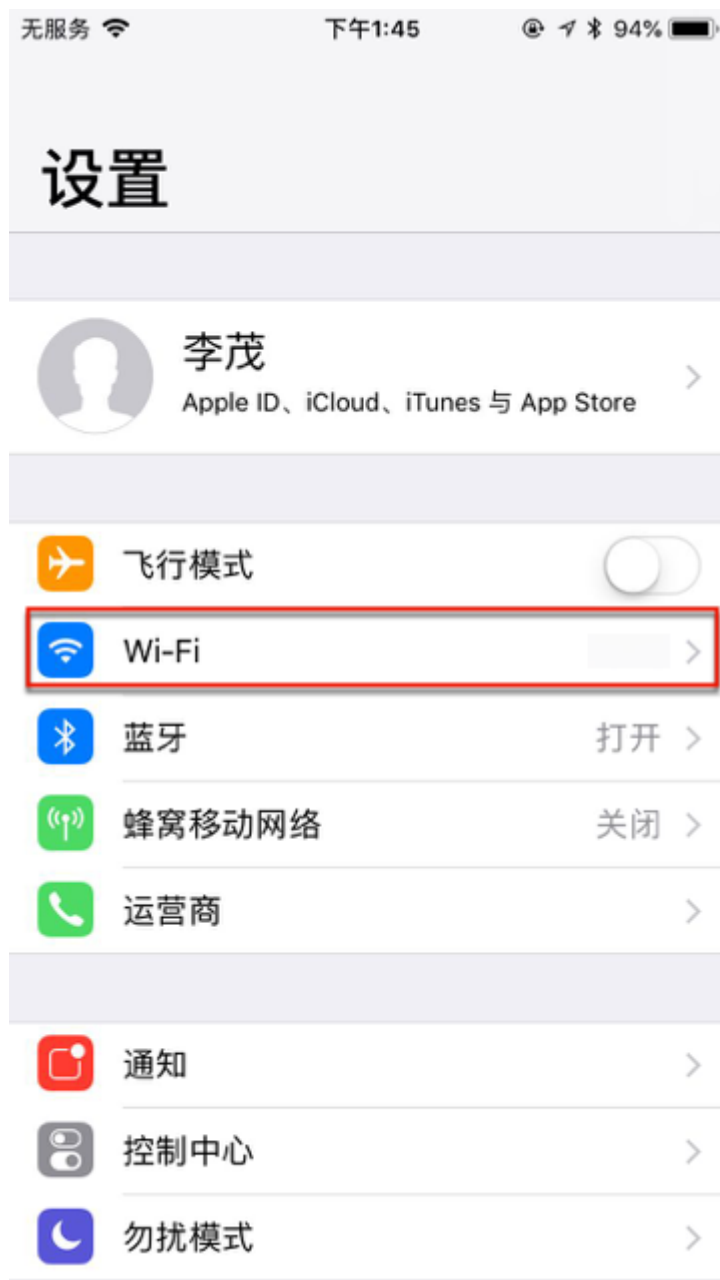 无服务 下午1:45 94%
设置
李茂
Apple ID、iCloud、iTunes 与 App Store
飞行模式
Wi-Fi
蓝牙 打开
蜂窝移动网络 关闭
运营商
通知
控制中心
勿扰模式